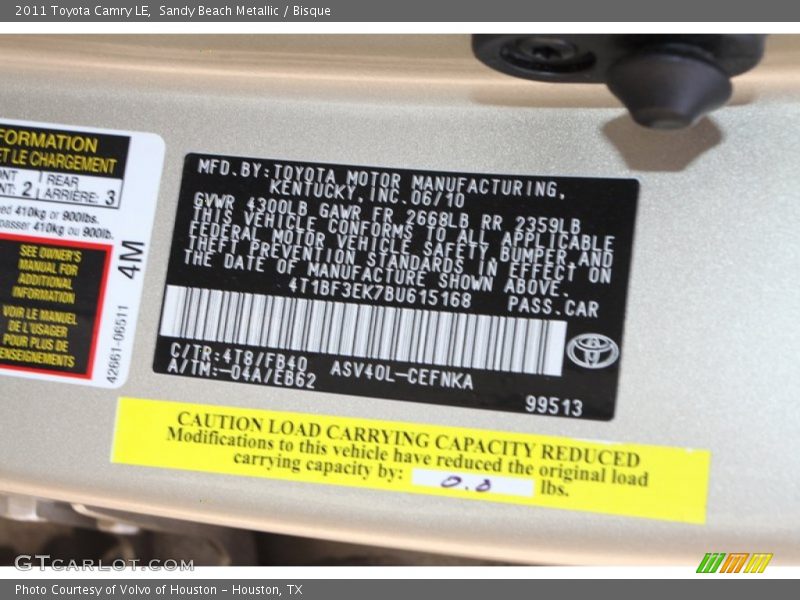 2011 Toyota Camry LE,  Sandy Beach Metallic / Bisque
FORMATION
ET LE CHARGEMENT
NT: 2
REAR
ARRIÈRE: 3
ed 410kg or 900lbs.
passer 410kg ou 900lb.
SEE OWNER'S
MANUAL FOR
ADDITIONAL
INFORMATION
VOIR LE MANUEL
DE L'USAGER
POUR PLUS DE
ENSEIGNEMENTS
4M
42661-06511
MFD.BY:TOYOTA MOTOR MANUFACTURING,
KENTUCKY,INC.06/10
GVWR 4300LB GAWR FR 2668LB RR 2359LB
THIS VEHICLE CONFORMS TO ALL APPLICABLE
FEDERAL MOTOR VEHICLE SAFETY,BUMPER,AND
THEFT PREVENTION STANDARDS IN EFFECT ON
THE DATE OF MANUFACTURE SHOWN ABOVE.
4T1BF3EK7BU615168 PASS.CAR
C/TR:4T8/FB40
A/TM:-04A/EB62
ASV40L-CEFNKA
99513
CAUTION LOAD CARRYING CAPACITY REDUCED
Modifications to this vehicle have reduced the original load
carrying capacity by: 0.0 lbs.
GTCARLOT.COM
Photo Courtesy of Volvo of Houston - Houston, TX